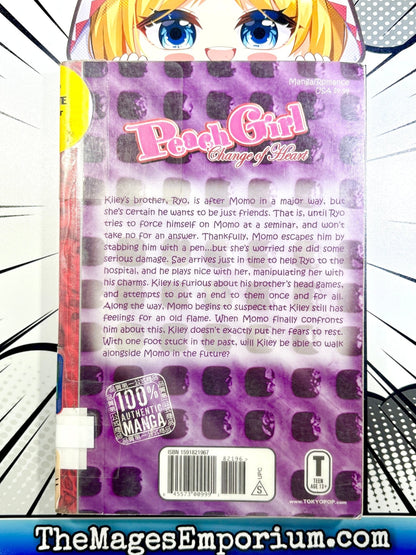 Manga/Romance
Peach Girl
Change of Heart
Kiley's brother, Ryo, is after Momo in a major way, but
she's certain he wants to be just friends. That is, until Ryo
tries to force himself on Momo at a seminar, and won't
take no for an answer. Thankfully, Momo escapes him by
stabbing him with a pen...but she's worried she did some
serious damage. Sae arrives just in time to help Ryo to the
hospital, and he plays nice with her, manipulating her with
his charms. Kiley is furious about his brother's head games,
and attempts to put an end to them once and for all.
Along the way, Momo begins to suspect that Kiley still has
feelings for an old flame. When Momo finally confronts
him about this, Kiley doesn't exactly put her fears to rest.
With one foot stuck in the past, will Kiley be able to walk
alongside Momo in the future?
100%
AUTHENTIC
MANGA
ISBN 1591821967
82196
UPC
S
45573 00999
T
TEEN
AGE 13+
www.TOKYOPOP.com
TheMagesEmporium.com